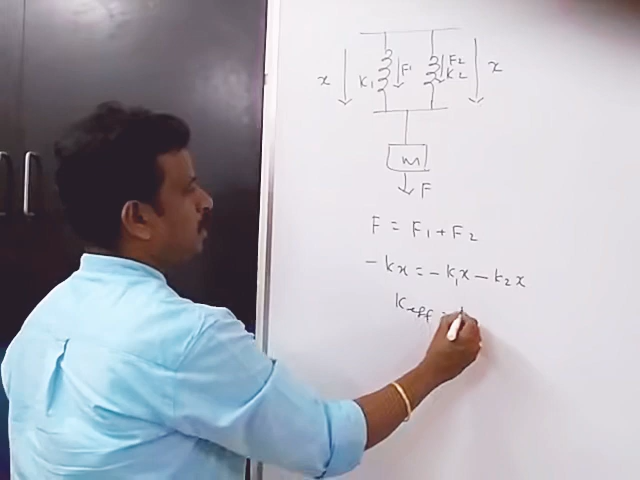 x K₁ F₁ F₂ K₂ x
m
F
F = F₁ + F₂
- kx = - k₁x - k₂x
Keff =